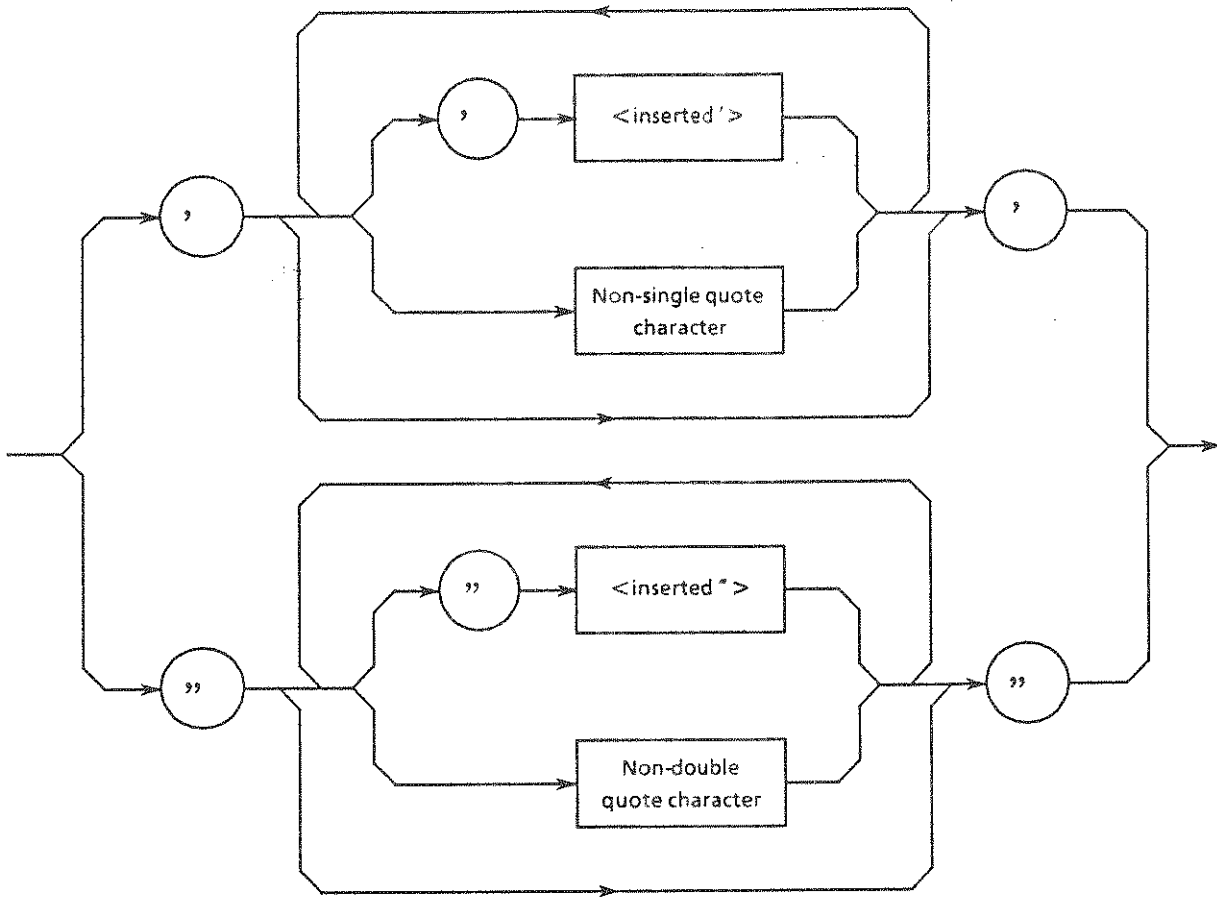 ’
<inserted ' >
’
’
Non-single quote
character
”
<inserted " >
”
”
Non-double
quote character